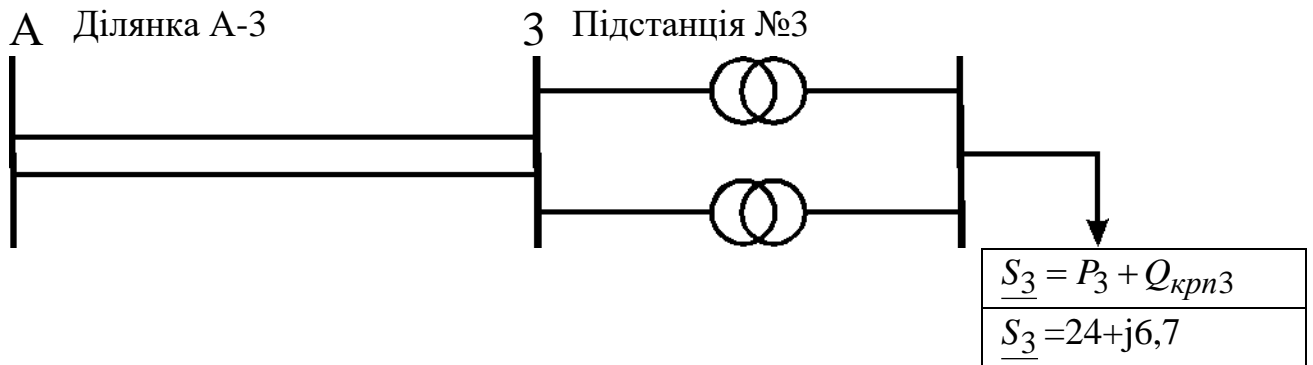 А Ділянка А-3 3 Підстанція №3
S3 = P3 + Qкрп3
S3 =24+j6,7